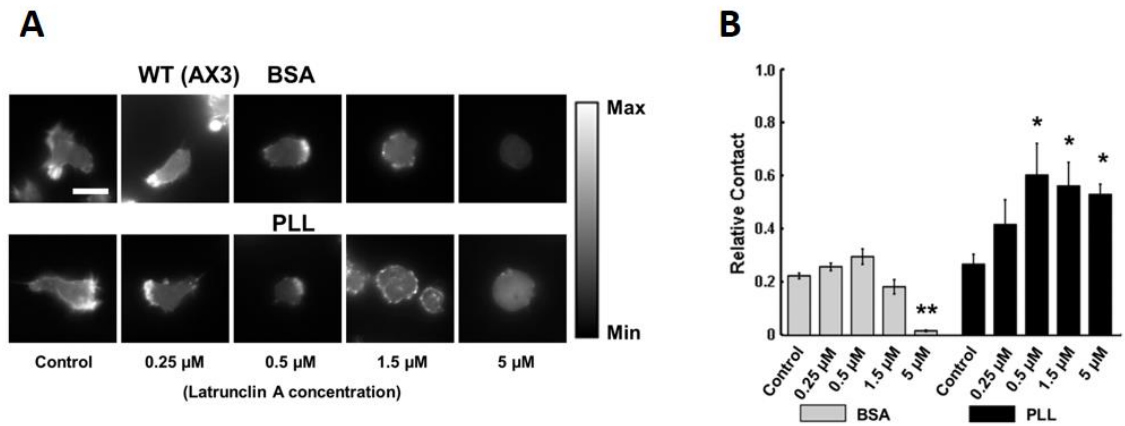 A
WT (AX3) BSA
Max
PLL
Min
Control 0.25 µM 0.5 µM 1.5 µM 5 µM
(Latrunclin A concentration)
B
1.0
0.8
0.6
0.4
0.2
0
Relative Contact
** * * *
Control 0.25 µM 0.5 µM 1.5 µM 5 µM Control 0.25 µM 0.5 µM 1.5 µM 5 µM
BSA PLL